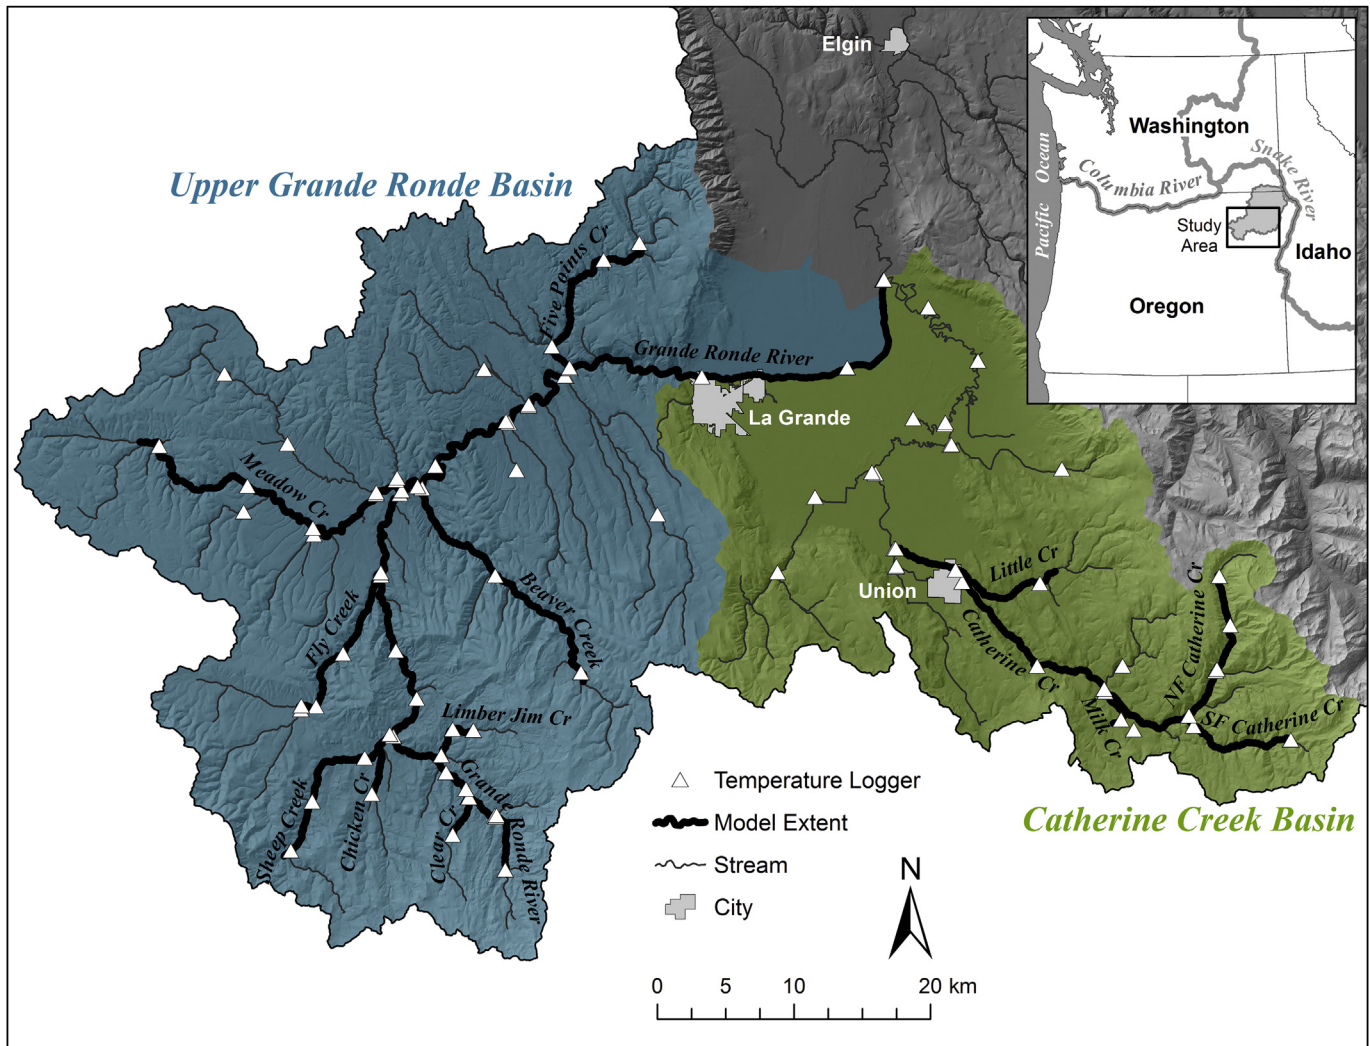 Elgin
Washington
Pacific Ocean
Columbia River
Snake River
Study
Area
Idaho
Oregon
Upper Grande Ronde Basin
Five Points Cr
Grande Ronde River
La Grande
Meadow Cr
Beaver Creek
Fly Creek
Union
Little Cr
Catherine Cr
NF Catherine Cr
SF Catherine Cr
Milk Cr
Limber Jim Cr
Grande Ronde River
Sheep Creek
Chicken Cr
Clear Cr
Catherine Creek Basin
Temperature Logger
Model Extent
Stream
City
N
0 5 10 20 km